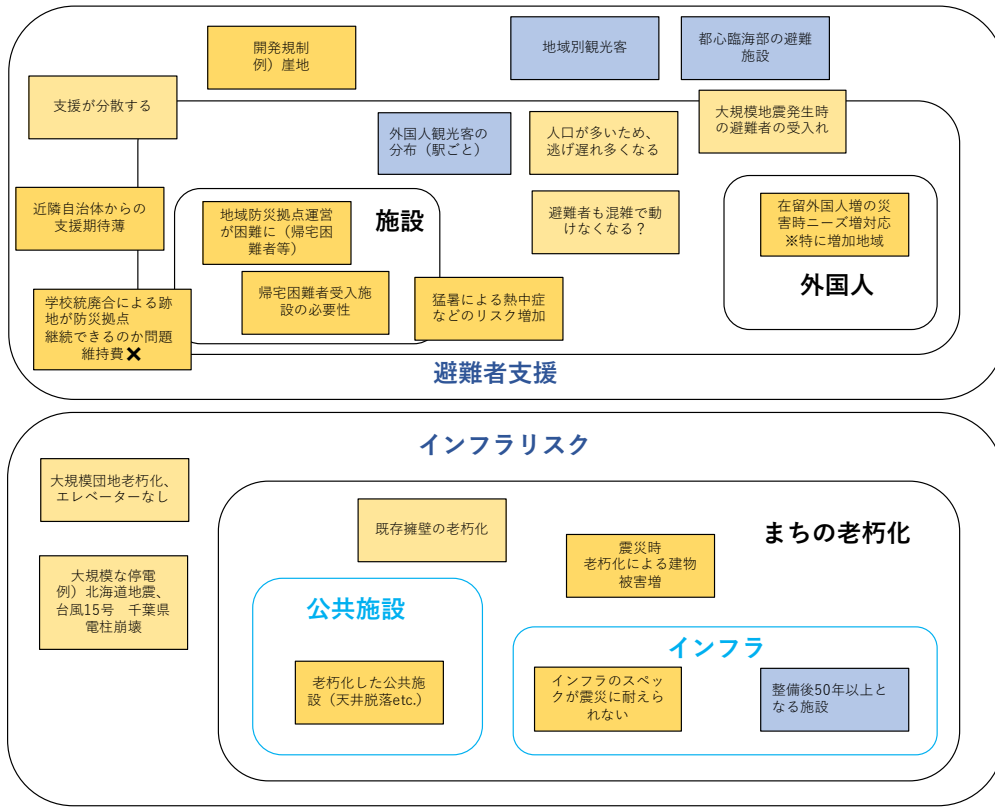 開発規制
例）崖地
地域別観光客
都心臨海部の避難
施設
支援が分散する
外国人観光客の
分布（駅ごと）
人口が多いため、
逃げ遅れ多くなる
大規模地震発生時
の避難者の受入れ
近隣自治体からの
支援期待薄
地域防災拠点運営
が困難に（帰宅困
難者等）
施設
避難者も混雑で動
けなくなる？
在留外国人増の災
害時ニーズ増対応
※特に増加地域
外国人
学校統廃合による跡
地が防災拠点
継続できるのか問題
維持費❌
帰宅困難者受入施
設の必要性
猛暑による熱中症
などのリスク増加
避難者支援
インフラリスク
大規模団地老朽化、
エレベーターなし
既存擁壁の老朽化
まちの老朽化
震災時
老朽化による建物
被害増
大規模な停電
例）北海道地震、
台風15号　千葉県
電柱崩壊
公共施設
老朽化した公共施
設（天井脱落etc.）
インフラ
インフラのスペッ
クが震災に耐えら
れない
整備後50年以上と
なる施設